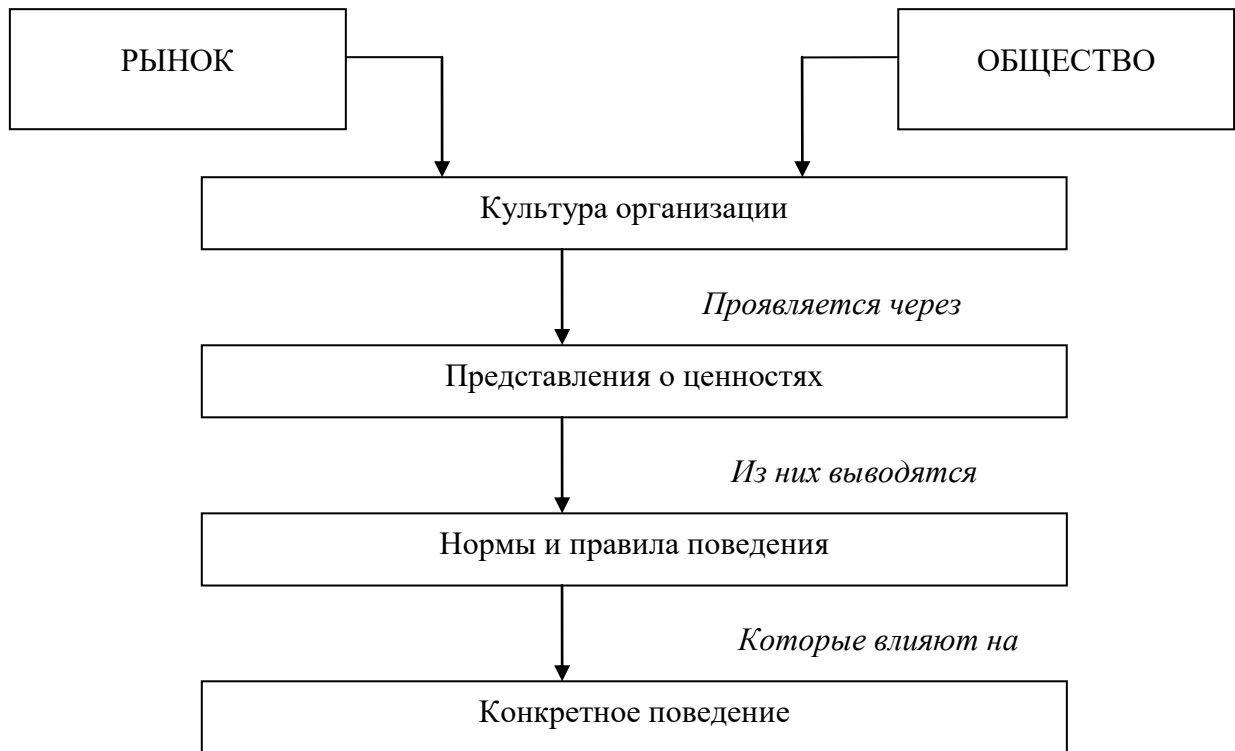 РЫНОК
ОБЩЕСТВО
Культура организации
Проявляется через
Представления о ценностях
Из них выводятся
Нормы и правила поведения
Которые влияют на
Конкретное поведение